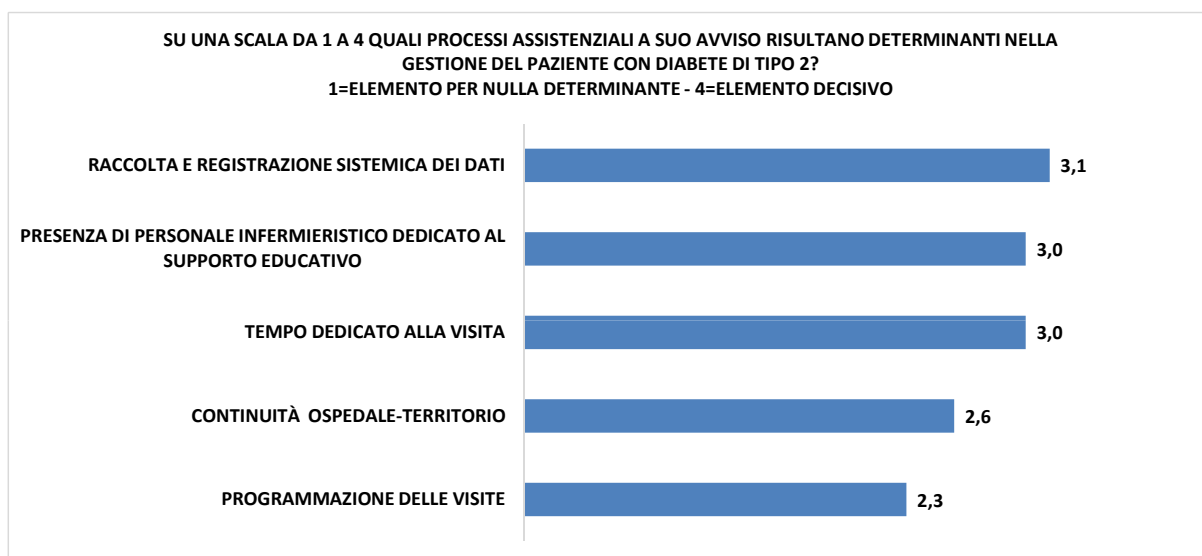 SU UNA SCALA DA 1 A 4 QUALI PROCESSI ASSISTENZIALI A SUO AVVISO RISULTANO DETERMINANTI NELLA
GESTIONE DEL PAZIENTE CON DIABETE DI TIPO 2?
1=ELEMENTO PER NULLA DETERMINANTE - 4=ELEMENTO DECISIVO
RACCOLTA E REGISTRAZIONE SISTEMICA DEI DATI
3,1
PRESENZA DI PERSONALE INFERMIERISTICO DEDICATO AL
SUPPORTO EDUCATIVO
3,0
TEMPO DEDICATO ALLA VISITA
3,0
CONTINUITÀ OSPEDALE-TERRITORIO
2,6
PROGRAMMAZIONE DELLE VISITE
2,3